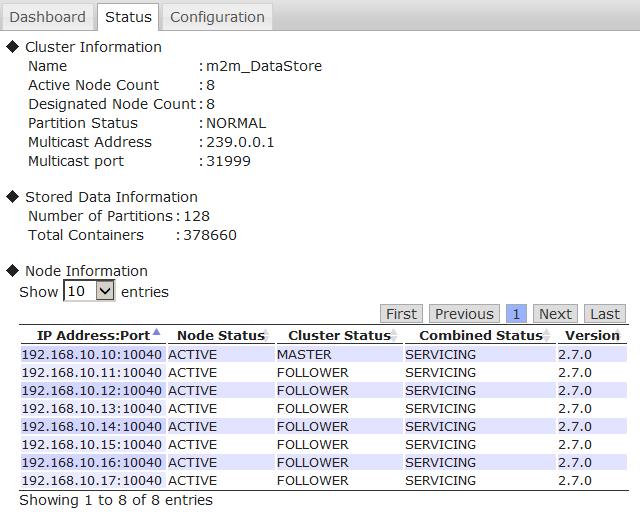 Dashboard Status Configuration
Cluster Information
Name : m2m_DataStore
Active Node Count : 8
Designated Node Count : 8
Partition Status : NORMAL
Multicast Address : 239.0.0.1
Multicast port : 31999
Stored Data Information
Number of Partitions : 128
Total Containers : 378660
Node Information
Show 10 entries
First Previous 1 Next Last
IP Address:Port Node Status Cluster Status Combined Status Version
192.168.10.10:10040 ACTIVE MASTER SERVICING 2.7.0
192.168.10.11:10040 ACTIVE FOLLOWER SERVICING 2.7.0
192.168.10.12:10040 ACTIVE FOLLOWER SERVICING 2.7.0
192.168.10.13:10040 ACTIVE FOLLOWER SERVICING 2.7.0
192.168.10.14:10040 ACTIVE FOLLOWER SERVICING 2.7.0
192.168.10.15:10040 ACTIVE FOLLOWER SERVICING 2.7.0
192.168.10.16:10040 ACTIVE FOLLOWER SERVICING 2.7.0
192.168.10.17:10040 ACTIVE FOLLOWER SERVICING 2.7.0
Showing 1 to 8 of 8 entries